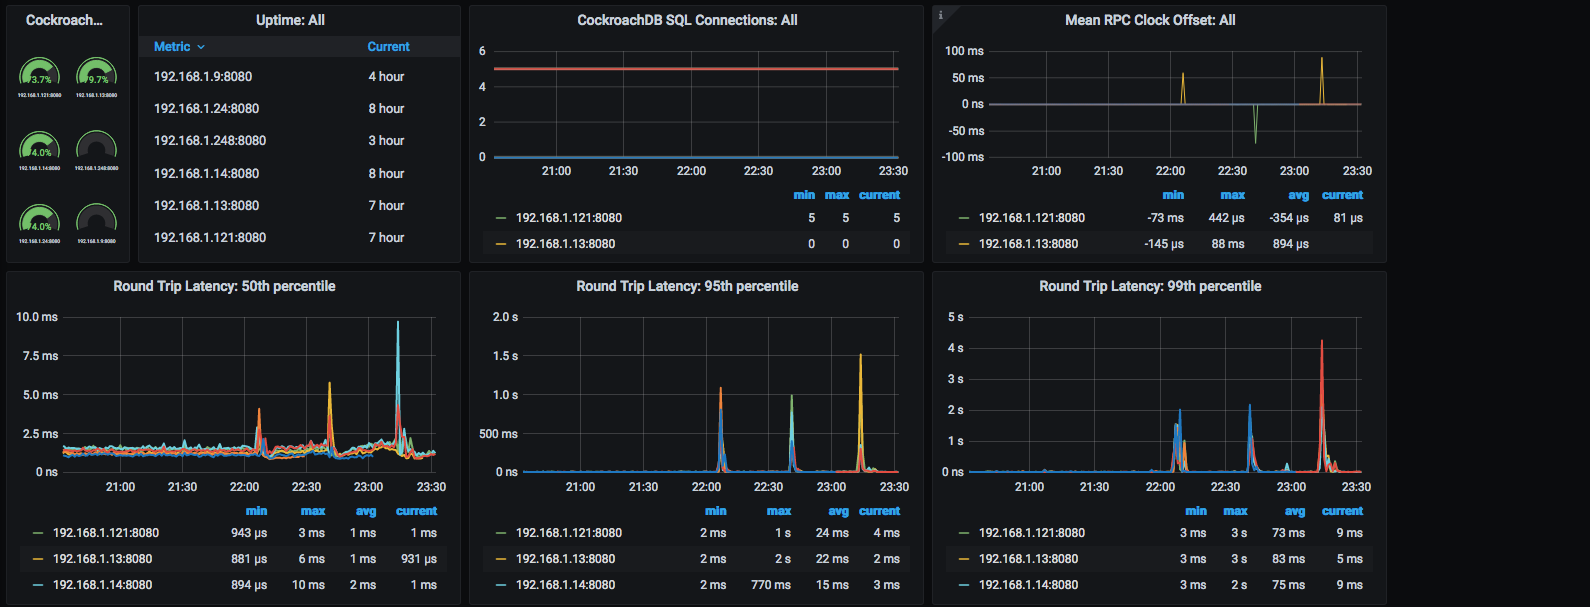 Cockroach...
73.7%
79.7%
192.168.1.121:8080
192.168.1.13:8080
74.0%
192.168.1.14:8080
192.168.1.248:8080
74.0%
192.168.1.24:8080
192.168.1.9:8080
Uptime: All
Metric Current
192.168.1.9:8080 4 hour
192.168.1.24:8080 8 hour
192.168.1.248:8080 3 hour
192.168.1.14:8080 8 hour
192.168.1.13:8080 7 hour
192.168.1.121:8080 7 hour
CockroachDB SQL Connections: All
6
4
2
0
21:00 21:30 22:00 22:30 23:00 23:30
min max current
192.168.1.121:8080 5 5 5
192.168.1.13:8080 0 0 0
i
Mean RPC Clock Offset: All
100 ms
50 ms
0 ns
-50 ms
-100 ms
21:00 21:30 22:00 22:30 23:00 23:30
min max avg current
192.168.1.121:8080 -73 ms 442 µs -354 µs 81 µs
192.168.1.13:8080 -145 µs 88 ms 894 µs
Round Trip Latency: 50th percentile
10.0 ms
7.5 ms
5.0 ms
2.5 ms
0 ns
21:00 21:30 22:00 22:30 23:00 23:30
min max avg current
192.168.1.121:8080 943 µs 3 ms 1 ms 1 ms
192.168.1.13:8080 881 µs 6 ms 1 ms 931 µs
192.168.1.14:8080 894 µs 10 ms 2 ms 1 ms
Round Trip Latency: 95th percentile
2.0 s
1.5 s
1.0 s
500 ms
0 ns
21:00 21:30 22:00 22:30 23:00 23:30
min max avg current
192.168.1.121:8080 2 ms 1 s 24 ms 4 ms
192.168.1.13:8080 2 ms 2 s 22 ms 2 ms
192.168.1.14:8080 2 ms 770 ms 15 ms 3 ms
Round Trip Latency: 99th percentile
5 s
4 s
3 s
2 s
1 s
0 ns
21:00 21:30 22:00 22:30 23:00 23:30
min max avg current
192.168.1.121:8080 3 ms 3 s 73 ms 9 ms
192.168.1.13:8080 3 ms 3 s 83 ms 5 ms
192.168.1.14:8080 3 ms 2 s 75 ms 9 ms